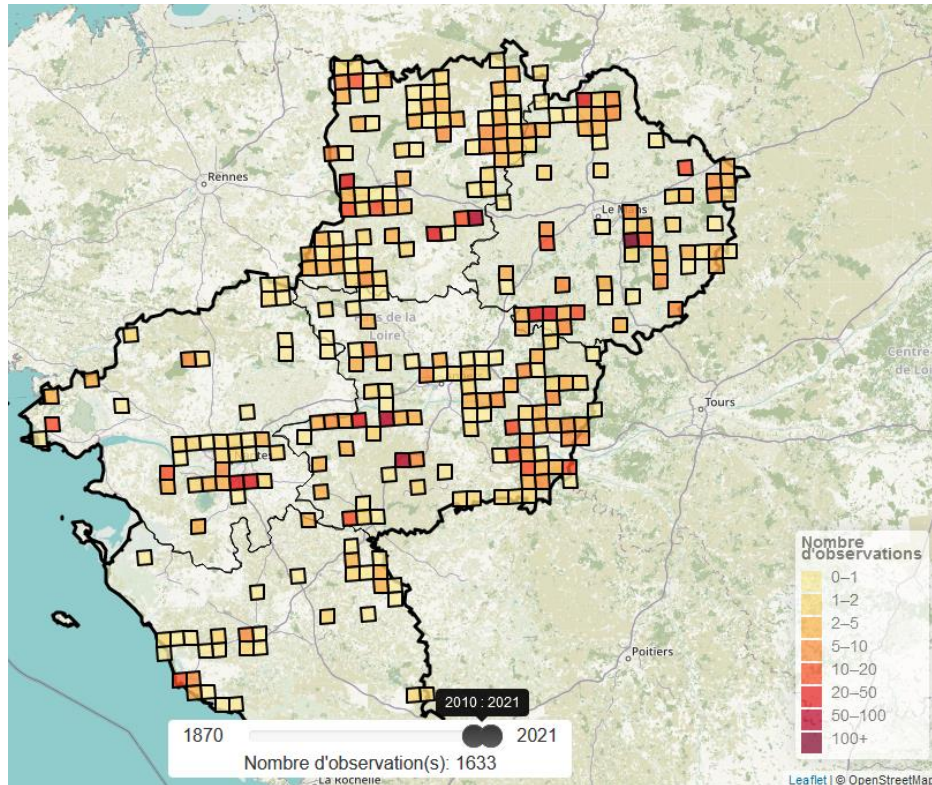 Rennes
Le Mans
de la
Loire
Centre-
de Lo
Tours
Nombre
d'observations
0–1
1–2
2–5
5–10
10–20
20–50
50–100
100+
Poitiers
2010 : 2021
1870
2021
Nombre d'observation(s): 1633
La Rochelle
Leaflet | © OpenStreetMap